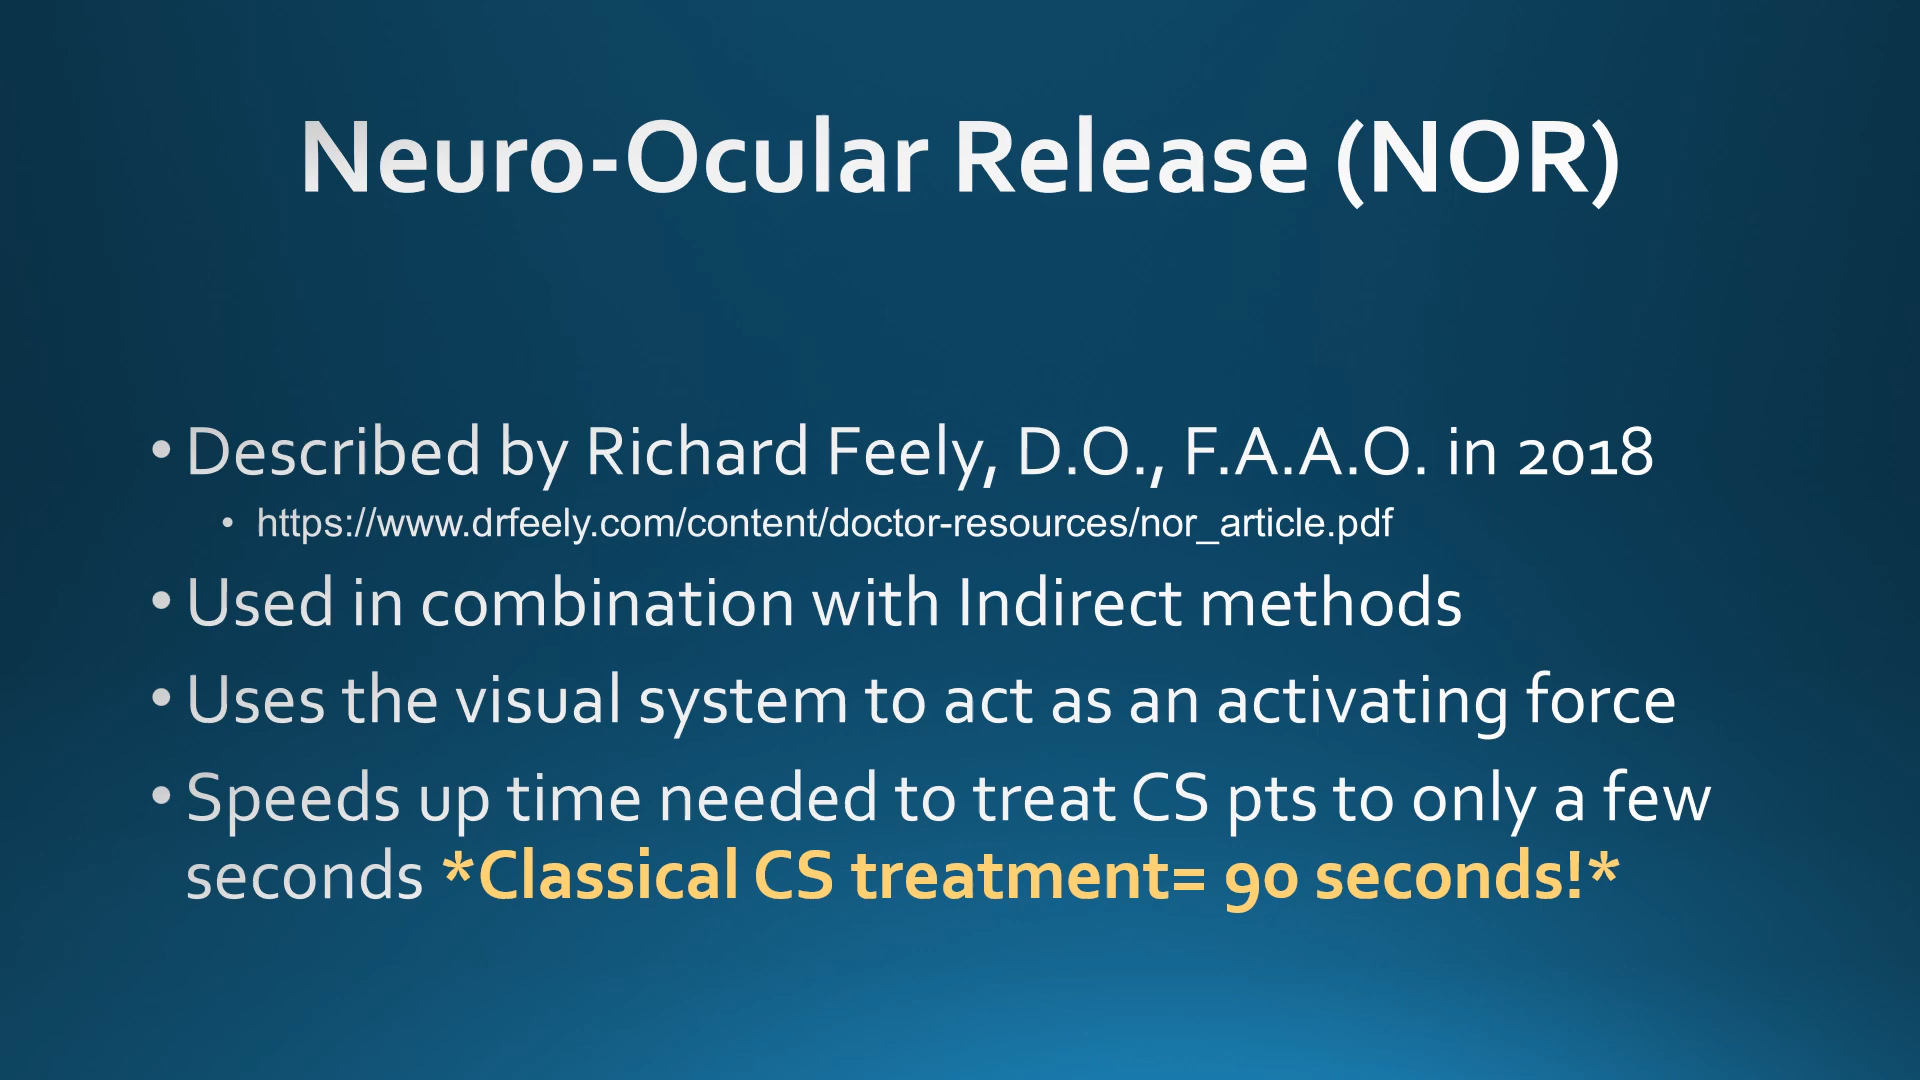 Neuro-Ocular Release (NOR)
• Described by Richard Feely, D.O., F.A.A.O. in 2018
• https://www.drfeely.com/content/doctor-resources/nor_article.pdf
• Used in combination with Indirect methods
• Uses the visual system to act as an activating force
• Speeds up time needed to treat CS pts to only a few
seconds *Classical CS treatment= 90 seconds!*